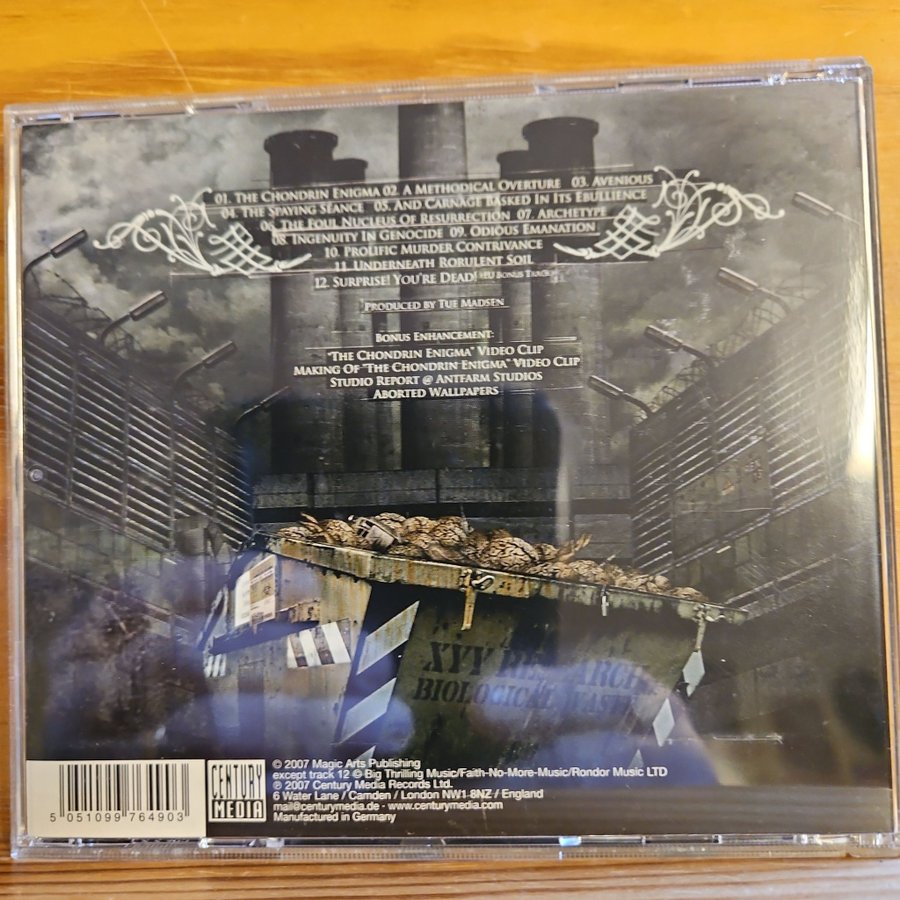 01. The Chondrin Enigma 02. A Methodical Overture 03. Avenious
04. The Spaying Séance 05. And Carnage Basked In Its Ebullience
06. The Foul Nucleus Of Resurrection 07. Archetype
08. Ingenuity In Genocide 09. Odious Emanation
10. Prolific Murder Contrivance
11. Underneath Rorulent Soil
12. Surprise! You're Dead! *EU Bonus Track
Produced by Tue Madsen
Bonus Enhancement:
"The Chondrin Enigma" Video Clip
Making Of "The Chondrin Enigma" Video Clip
Studio Report @ Antfarm Studios
Aborted Wallpapers
XYY RESEARCH
BIOLOGICAL WASTE
5 051099 764903
CENTURY
MEDIA
© 2007 Magic Arts Publishing
except track 12 © Big Thrilling Music/Faith-No-More-Music/Rondor Music LTD
℗ 2007 Century Media Records Ltd.
6 Water Lane / Camden / London NW1 8NZ / England
mail@centurymedia.de - www.centurymedia.com
Manufactured in Germany